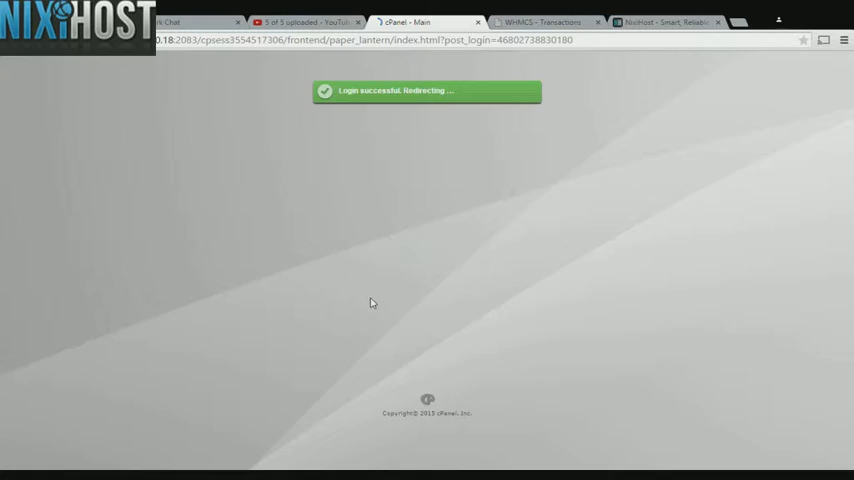 NIXIHOST
rk Chat
5 of 5 uploaded - YouTub
cPanel - Main
WHMCS - Transactions
NixiHost - Smart, Reliable
0.18:2083/cpsess3554517306/frontend/paper_lantern/index.html?post_login=46802738830180
Login successful. Redirecting ...
Copyright© 2015 cPanel, Inc.